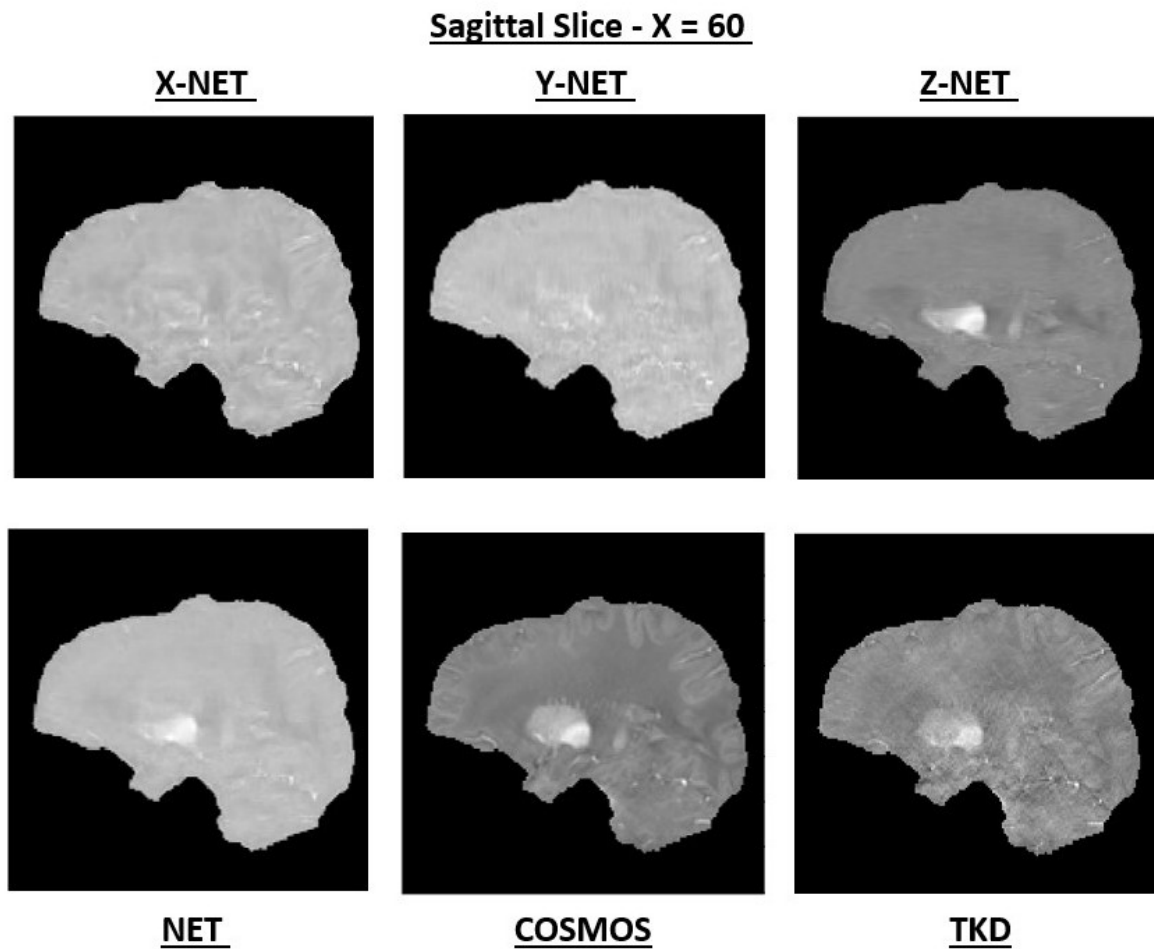 Sagittal Slice - X = 60
X-NET
Y-NET
Z-NET
NET
COSMOS
TKD